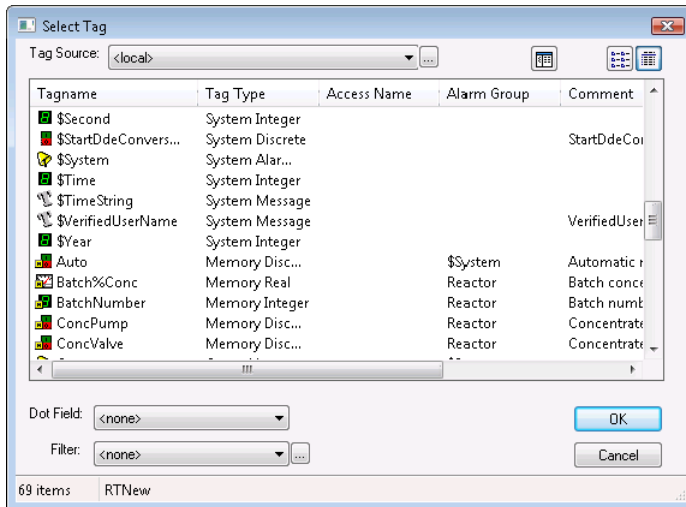 Select Tag
Tag Source: <local> ...
Tagname Tag Type Access Name Alarm Group Comment
$Second System Integer
$StartDdeConvers... System Discrete StartDdeCo
$System System Alar...
$Time System Integer
$TimeString System Message
$VerifiedUserName System Message VerifiedUser
$Year System Integer
Auto Memory Disc... $System Automatic r
Batch%Conc Memory Real Reactor Batch conce
BatchNumber Memory Integer Reactor Batch numb
ConcPump Memory Disc... Reactor Concentrate
ConcValve Memory Disc... Reactor Concentrate
Dot Field: <none> OK
Filter: <none> ... Cancel
69 items RTNew